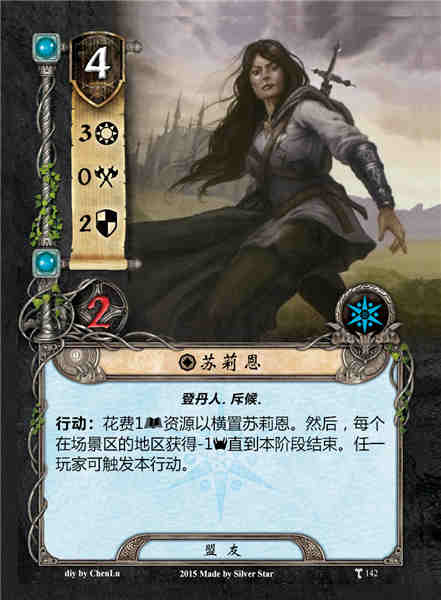 4
3
0
2
2
苏莉恩
登丹人. 斥候.
行动：花费1资源以横置苏莉恩。然后，每个
在场景区的地区获得-1直到本阶段结束。任一
玩家可触发本行动。
盟友
diy by ChenLu 2015 Made by Silver Star 142